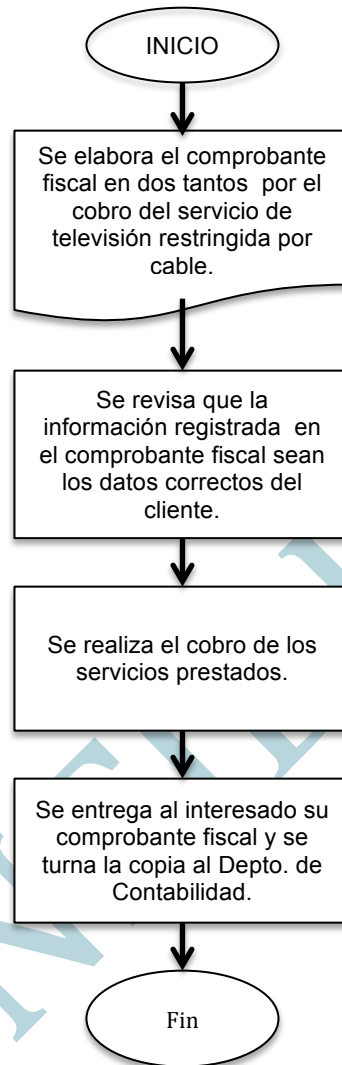 INICIO
Se elabora el comprobante
fiscal en dos tantos por el
cobro del servicio de
televisión restringida por
cable.
Se revisa que la
información registrada en
el comprobante fiscal sean
los datos correctos del
cliente.
Se realiza el cobro de los
servicios prestados.
Se entrega al interesado su
comprobante fiscal y se
turna la copia al Depto. de
Contabilidad.
Fin